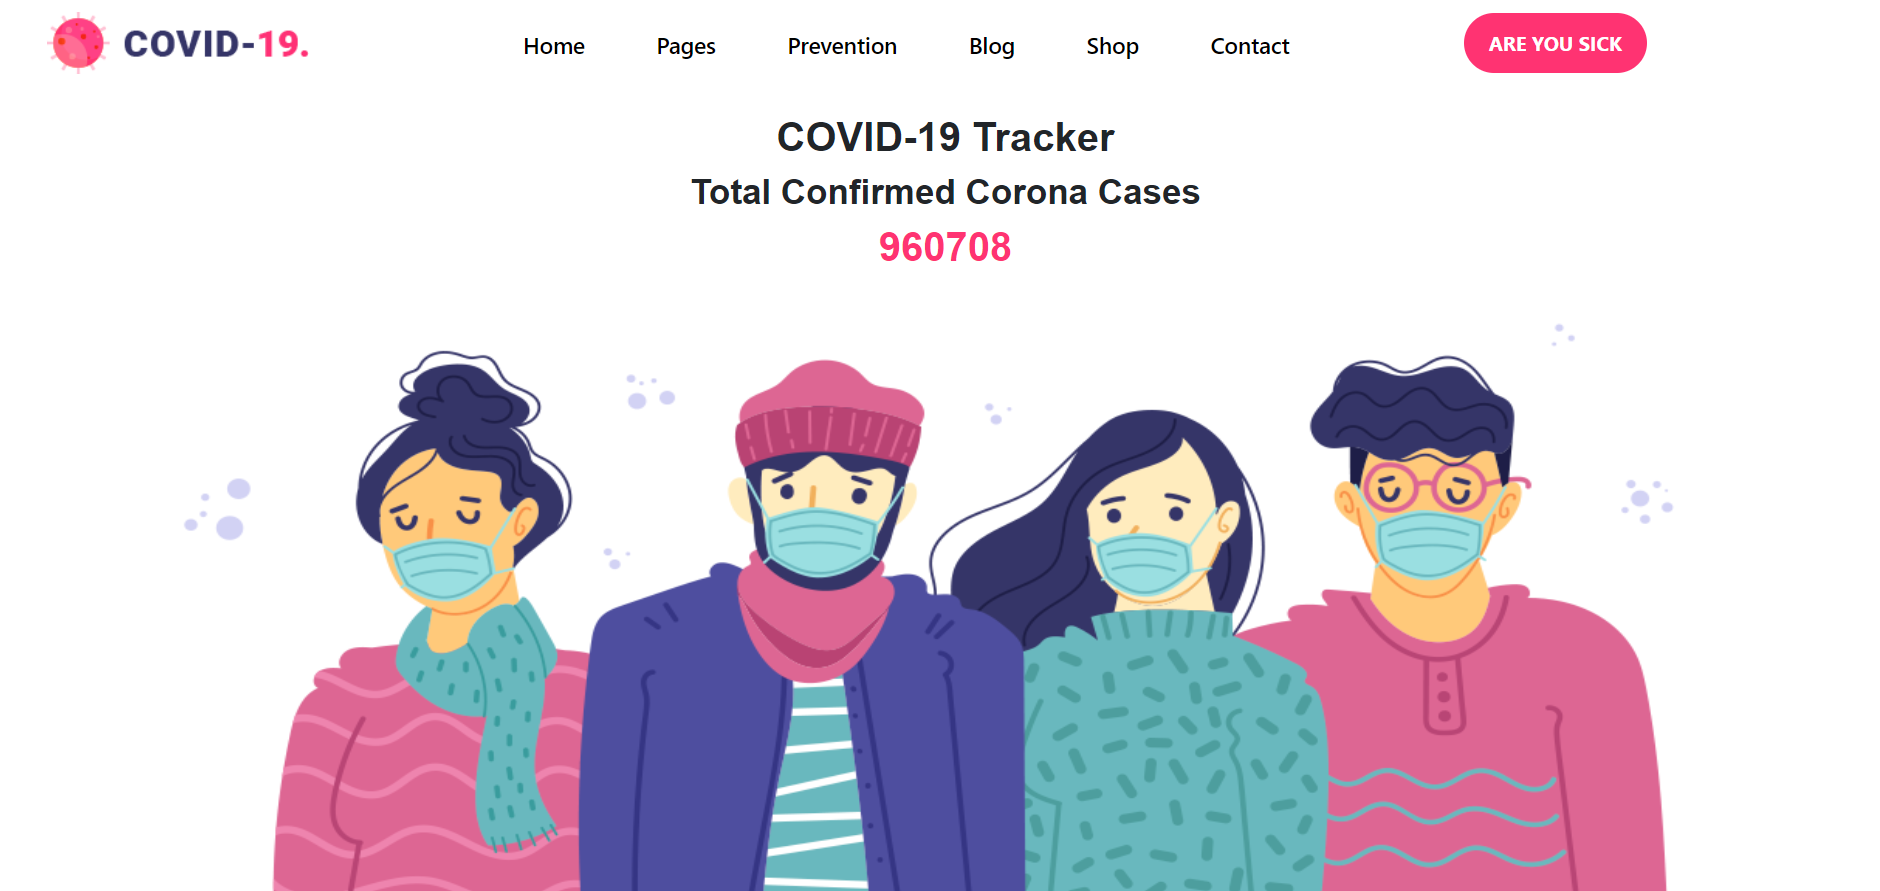 COVID-19.
Home Pages Prevention Blog Shop Contact
ARE YOU SICK
COVID-19 Tracker
Total Confirmed Corona Cases
960708